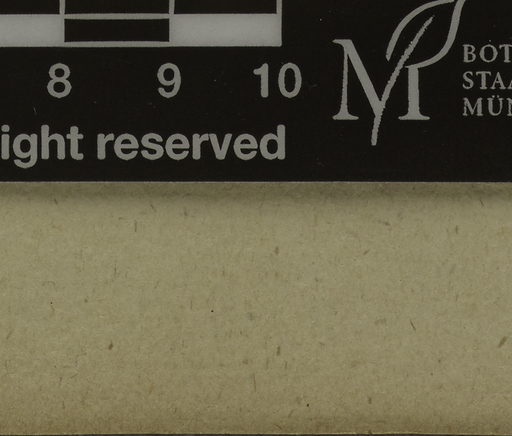 8 9 10
ight reserved
M
BOT
STAA
MÜN